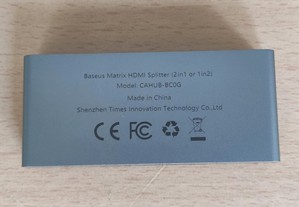 Baseus Matrix HDMI Splitter (2in1 or 1in2)
Model: CAHUB-BC0G
Made in China
Shenzhen Times Innovation Technology Co.,Ltd
CE FC